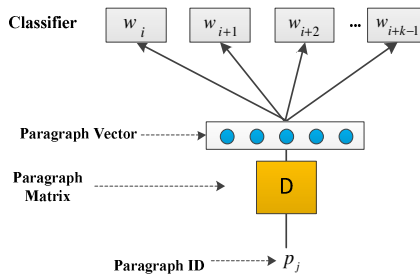 Classifier
w_i
w_{i+1}
w_{i+2}
...
w_{i+k-1}
Paragraph Vector
Paragraph
Matrix
D
Paragraph ID
p_j